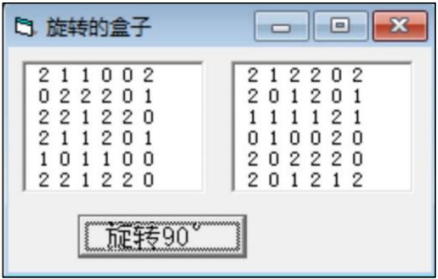 旋转的盒子
2 1 1 0 0 2
0 2 2 2 0 1
2 2 1 2 2 0
2 1 1 2 0 1
1 0 1 1 0 0
2 2 1 2 2 0
2 1 2 2 0 2
2 0 1 2 0 1
1 1 1 1 2 1
0 1 0 0 2 0
2 0 2 2 2 0
2 0 1 2 1 2
旋转90°